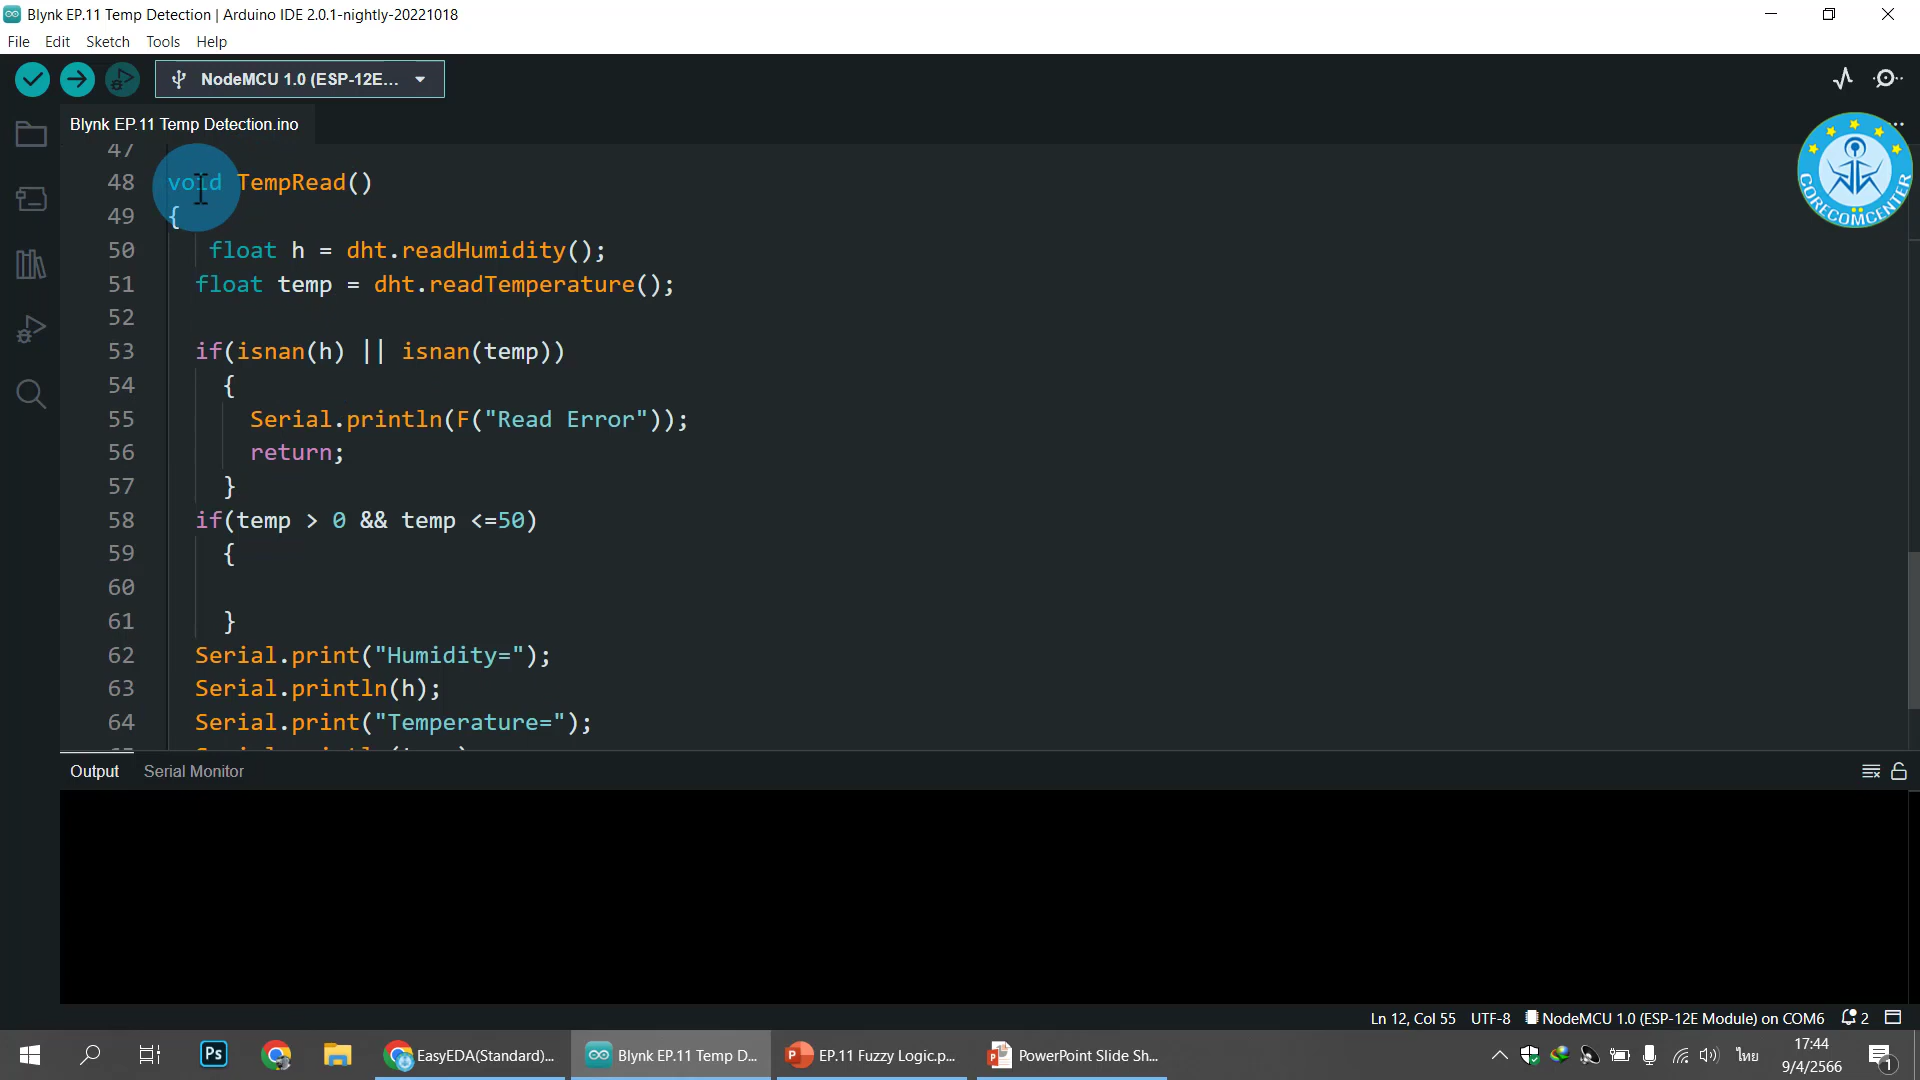 Blynk EP.11 Temp Detection | Arduino IDE 2.0.1-nightly-20221018
File Edit Sketch Tools Help
NodeMCU 1.0 (ESP-12E...
Blynk EP.11 Temp Detection.ino
CORECOMCENTER
47
48 void TempRead()
49 {
50 float h = dht.readHumidity();
51 float temp = dht.readTemperature();
52
53 if(isnan(h) || isnan(temp))
54 {
55 Serial.println(F("Read Error"));
56 return;
57 }
58 if(temp > 0 && temp <=50)
59 {
60
61 }
62 Serial.print("Humidity=");
63 Serial.println(h);
64 Serial.print("Temperature=");
Output Serial Monitor
Ln 12, Col 55 UTF-8 NodeMCU 1.0 (ESP-12E Module) on COM6 2
Ps EasyEDA(Standard)... Blynk EP.11 Temp D... EP.11 Fuzzy Logic.p... PowerPoint Slide Sh... ไทย 17:44
9/4/2566 1